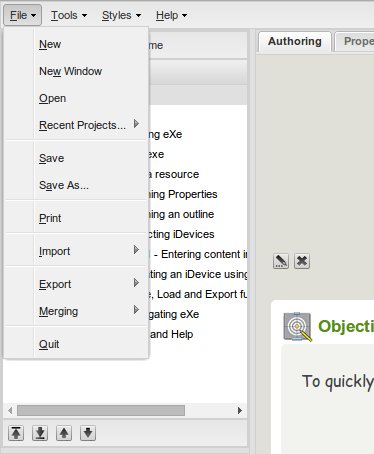 File Tools Styles Help
New
New Window
Open
Recent Projects...
Save
Save As...
Print
Import
Export
Merging
Quit
me
ng eXe
exe
a resource
ning Properties
ning an outline
cting iDevices
- Entering content i
ting an iDevice using
e, Load and Export fu
gating eXe
and Help
Authoring Prope
Objecti
To quickly